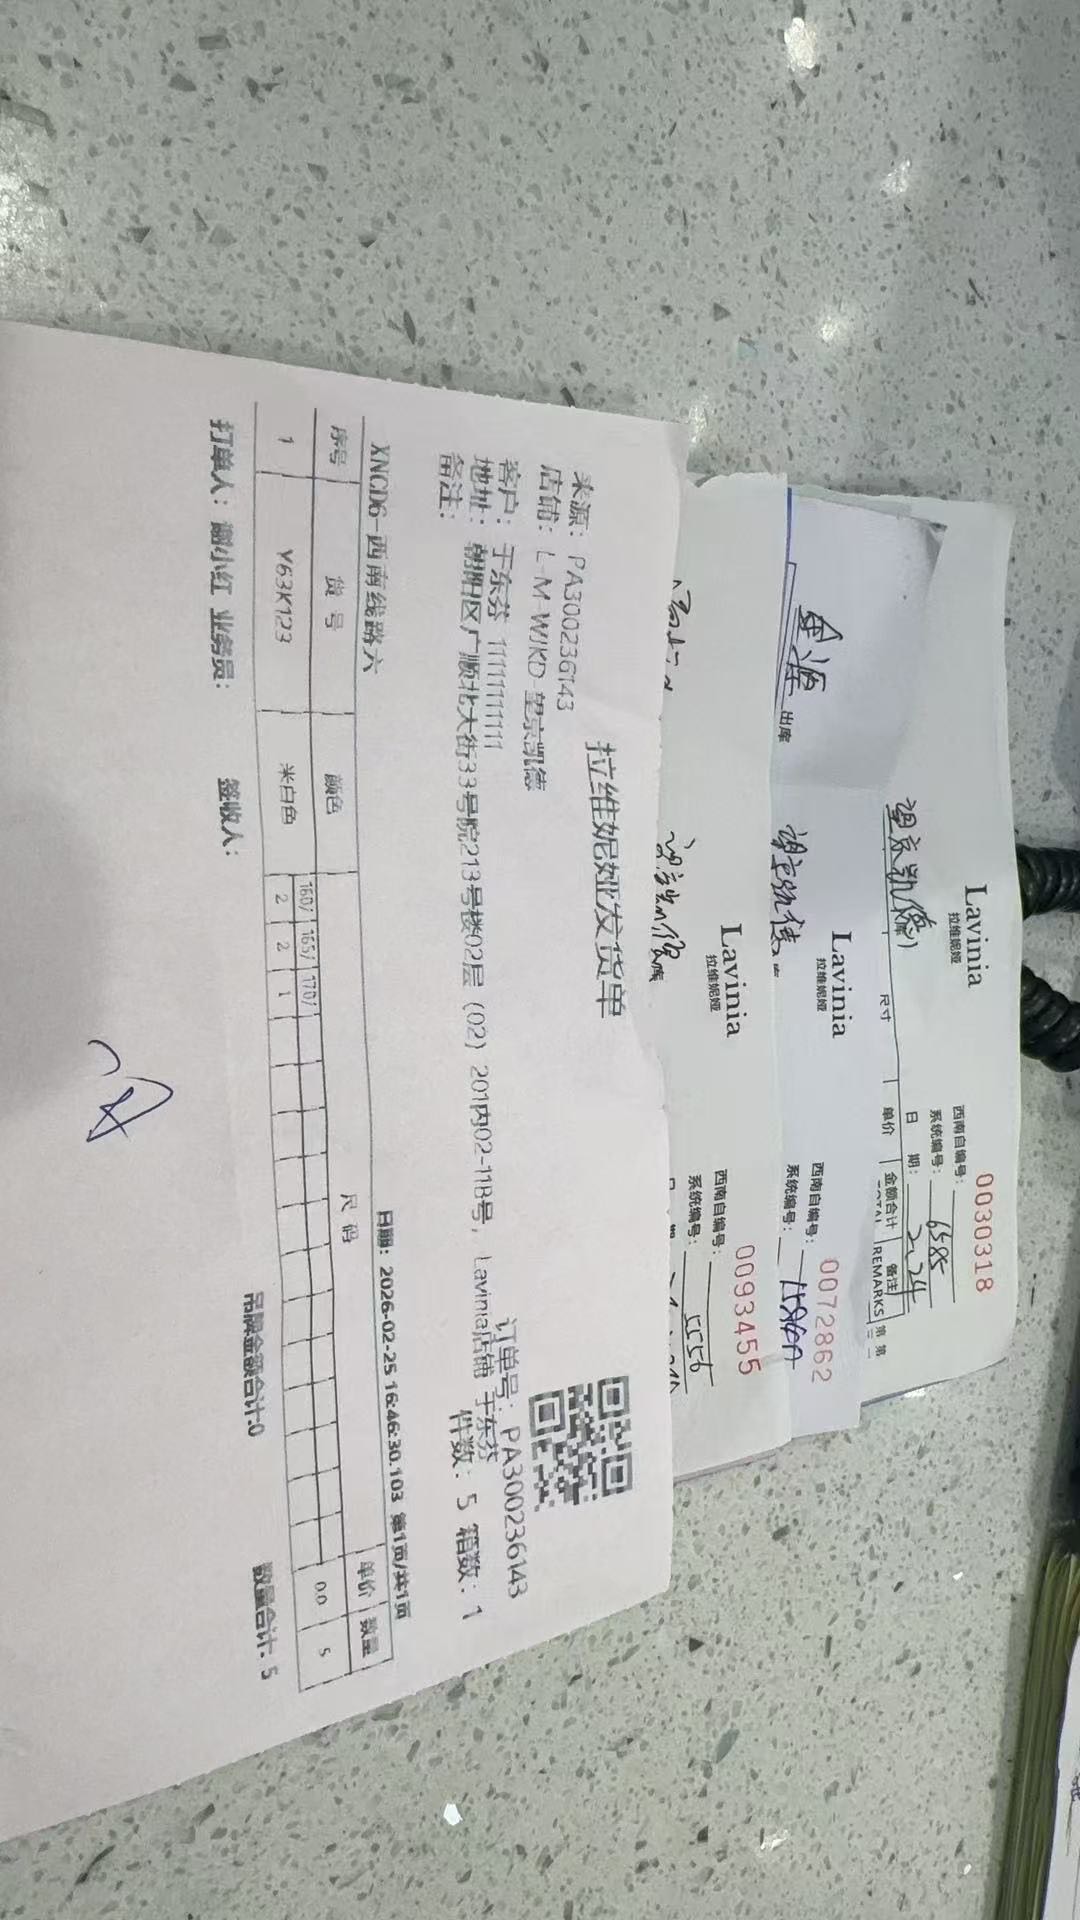 拉维妮娅发货单
来源：PA300236143
订单号：PA300236143
店铺：L-M-WJKD-望京凯德
客户：于东芬 11111111111
件数：5 箱数：1
地址：朝阳区广顺北大街33号院213号楼02层（02）201内02-11B号，Lavinia店铺 于东芬
备注：
XNCD6-西南线路六
日期：2026-02-25 16:46:30.103 第1页/共1页
序号 货号 颜色 尺码 单价 数量
160/ 165/ 170/
1 Y63K123 米白色 2 2 1 0.0 5
吊牌金额合计:0
数量合计：5
打单人：谢小红 业务员：
签收人：
Lavinia
拉维妮娅
西南自编号：
0093455
系统编号：
5556
Lavinia
拉维妮娅
西南自编号：
0072862
系统编号：
金源
出库
Lavinia
拉维妮娅
西南自编号：
0030318
系统编号：6585
日 期：2.24
望京凯德
尺寸 单价 金额合计 备注
REMARKS